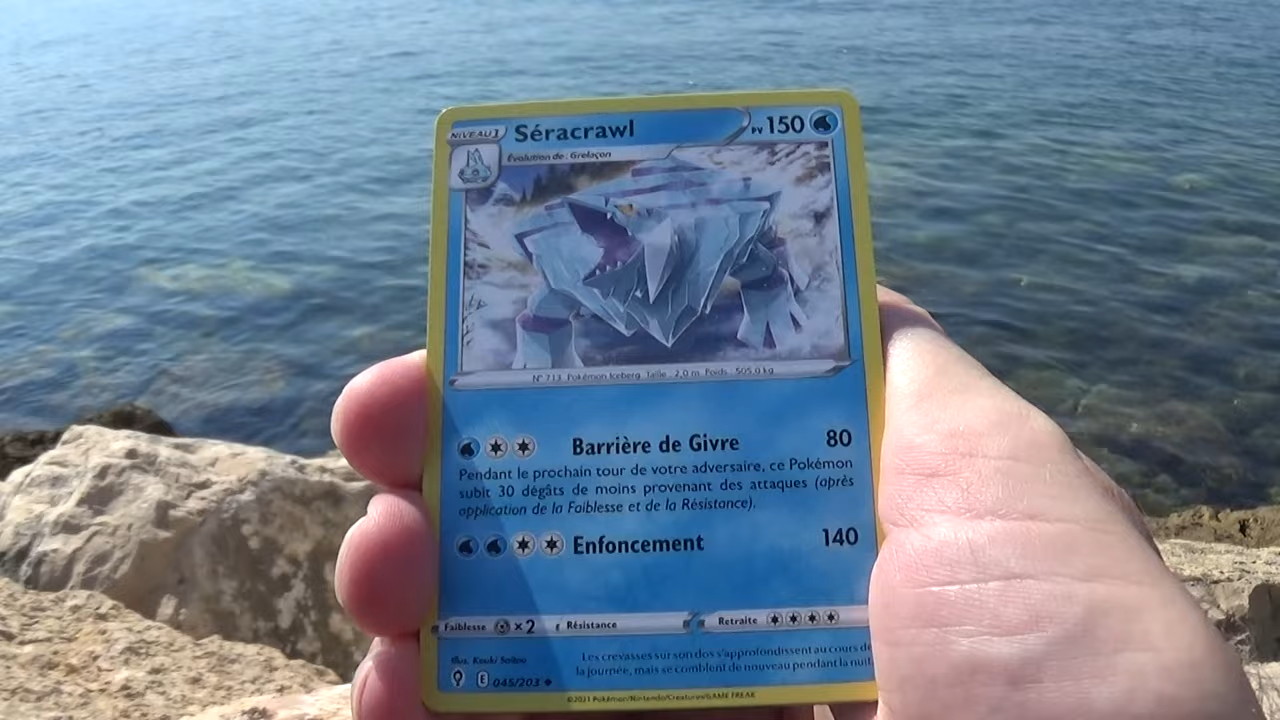 NIVEAU 1
Séracrawl
PV 150
Évolution de : Grelaçon
N° 713 Pokémon Iceberg Taille : 2,0 m Poids : 505,0 kg
Barrière de Givre 80
Pendant le prochain tour de votre adversaire, ce Pokémon
subit 30 dégâts de moins provenant des attaques (après
application de la Faiblesse et de la Résistance).
Enfoncement 140
Faiblesse ×2 Résistance Retraite
Illus. Kouki Saitou
Les crevasses sur son dos s'approfondissent au cours de
la journée, mais se comblent de nouveau pendant la nuit
E 045/203
©2021 Pokémon/Nintendo/Creatures/GAME FREAK